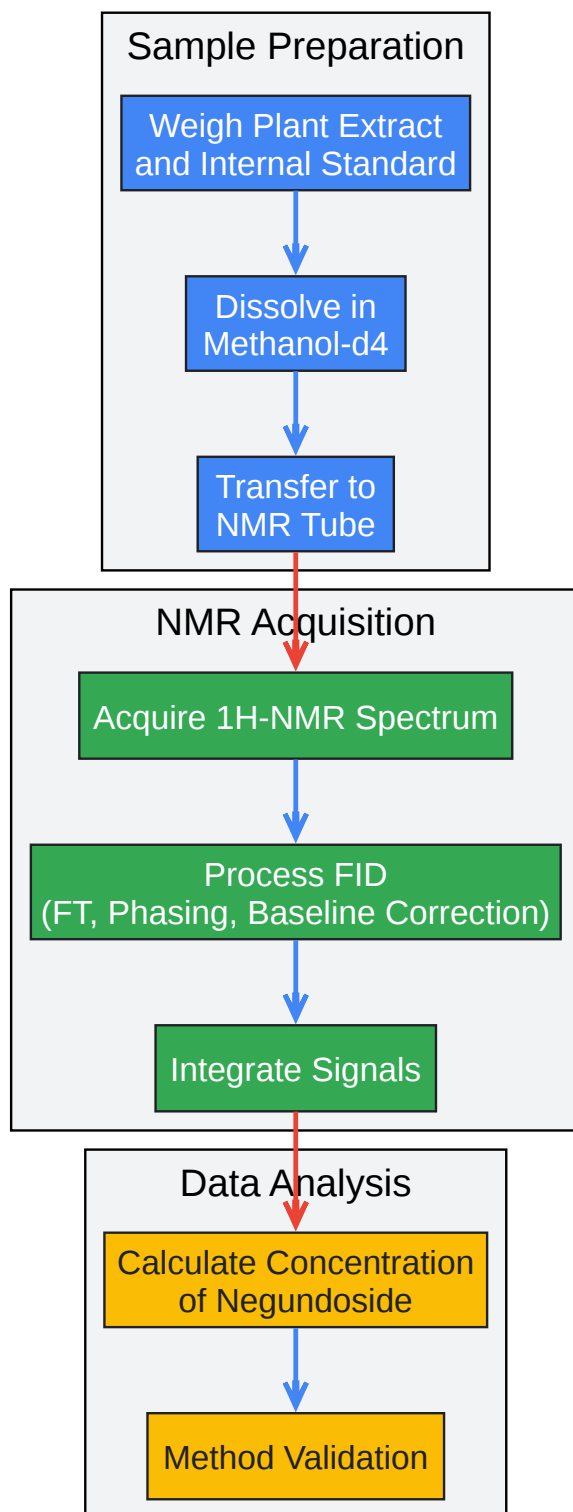 Sample Preparation
Weigh Plant Extract
and Internal Standard
Dissolve in
Methanol-d4
Transfer to
NMR Tube
NMR Acquisition
Acquire 1H-NMR Spectrum
Process FID
(FT, Phasing, Baseline Correction)
Integrate Signals
Data Analysis
Calculate Concentration
of Negundoside
Method Validation